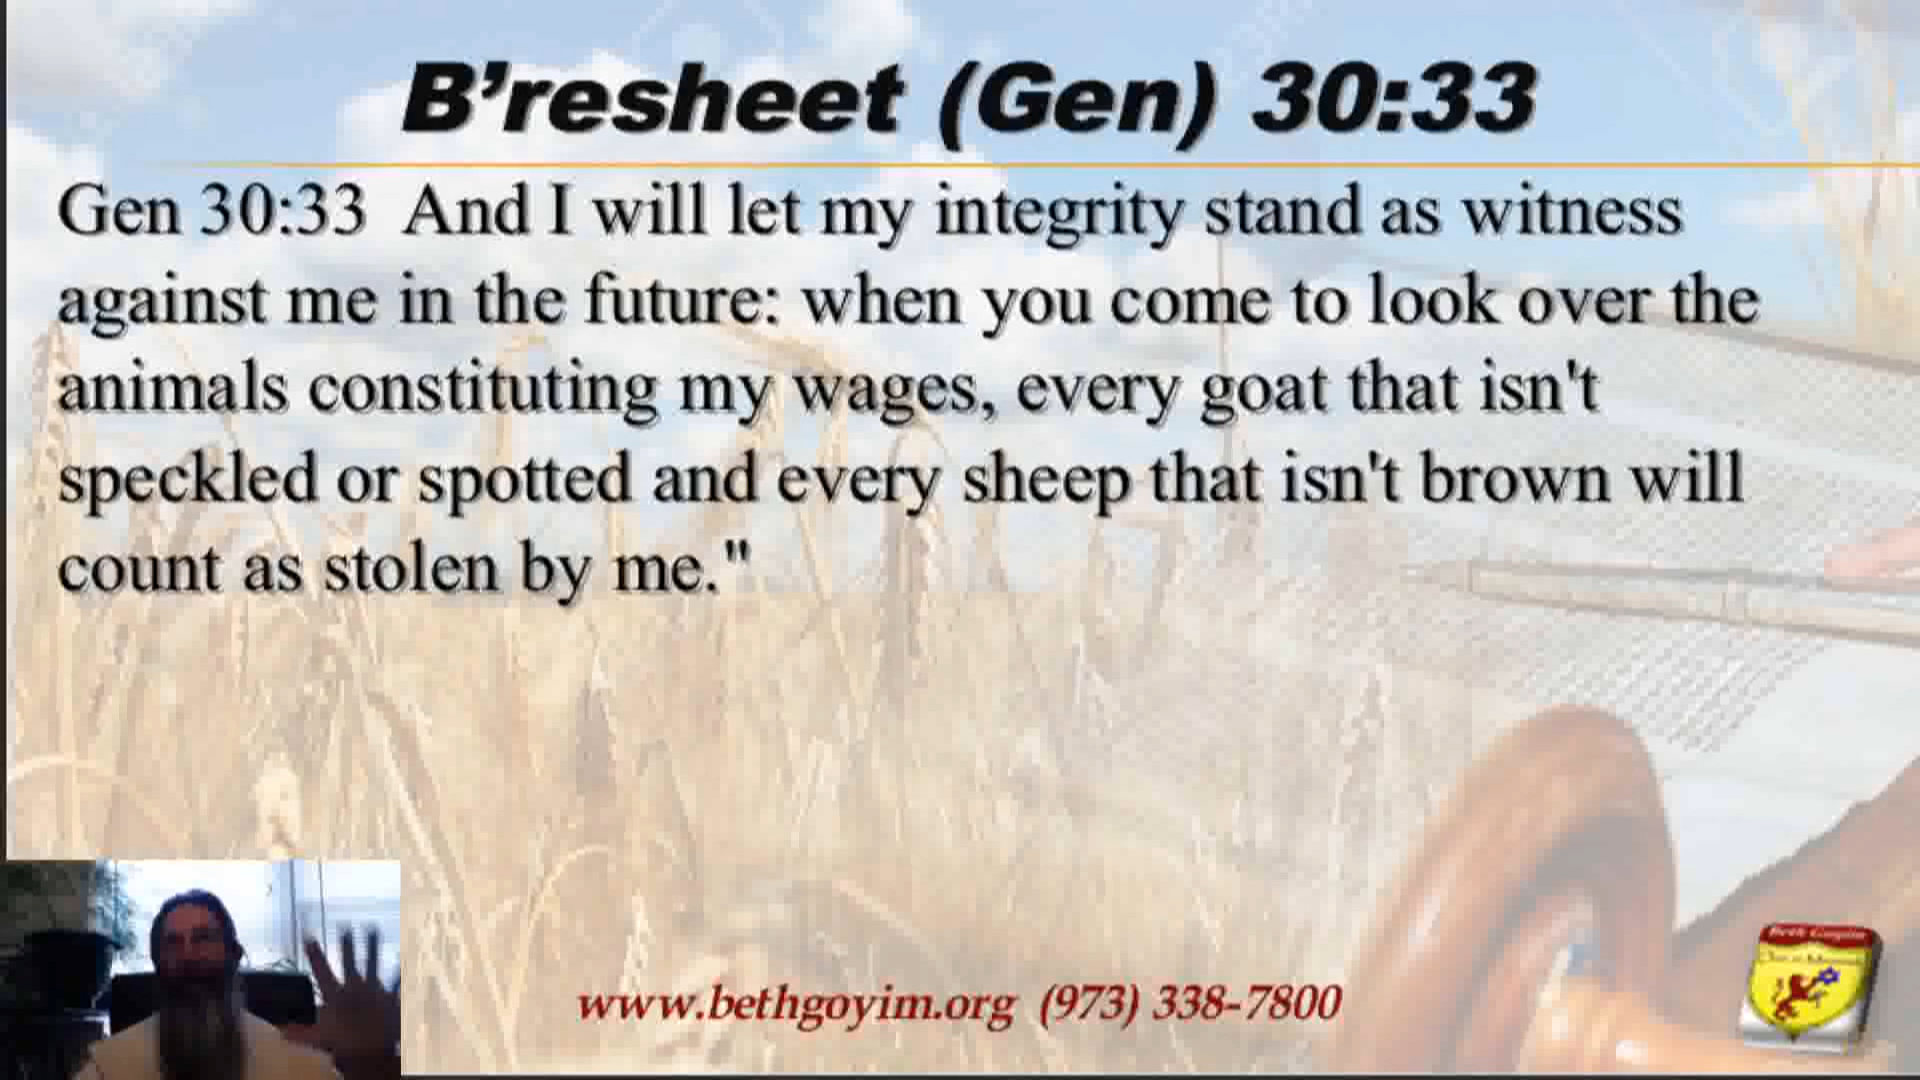 B’resheet (Gen) 30:33
Gen 30:33  And I will let my integrity stand as witness
against me in the future: when you come to look over the
animals constituting my wages, every goat that isn't
speckled or spotted and every sheep that isn't brown will
count as stolen by me."
www.bethgoyim.org (973) 338-7800
Beth Goyim